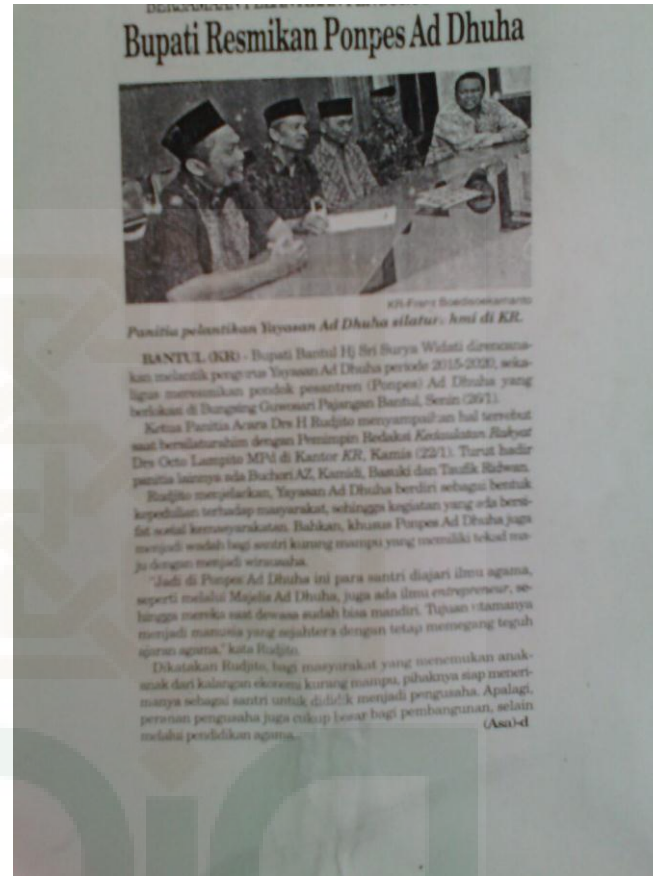 Bupati Resmikan Ponpes Ad Dhuha
KR-Franz Boedisoekarnanto
Panitia pelantikan Yayasan Ad Dhuha silatur hmi di KR.
BANTUL (KR) - Bupati Bantul Hj Sri Surya Widati direncana-
kan melantik pengurus Yayasan Ad Dhuha periode 2015-2020, seka-
ligus meresmikan pondok pesantren (Ponpes) Ad Dhuha yang
berlokasi di Bungsing Guwosari Pajangan Bantul, Senin (26/1).
Ketua Panitia Acara Drs H Rudjito menyampaikan hal tersebut
saat bersilaturahim dengan Pemimpin Redaksi Kedaulatan Rakyat
Drs Octo Lampito MPd di Kantor KR, Kamis (22/1). Turut hadir
panitia lainnya ada Buchori AZ, Kamidi, Basuki dan Taufik Ridwan.
Rudjito menjelaskan, Yayasan Ad Dhuha berdiri sebagai bentuk
kepedulian terhadap masyarakat, sehingga kegiatan yang ada bersi-
fat sosial kemasyarakatan. Bahkan, khusus Ponpes Ad Dhuha juga
menjadi wadah bagi santri kurang mampu yang memiliki tekad ma-
ju dengan menjadi wirausaha.
"Jadi di Ponpes Ad Dhuha ini para santri diajari ilmu agama,
seperti melalui Majelis Ad Dhuha, juga ada ilmu entrepreneur, se-
hingga mereka saat dewasa sudah bisa mandiri. Tujuan utamanya
menjadi manusia yang sejahtera dengan tetap memegang teguh
ajaran agama," kata Rudjito.
Dikatakan Rudjito, bagi masyarakat yang menemukan anak-
anak dari kalangan ekonomi kurang mampu, pihaknya siap meneri-
manya sebagai santri untuk dididik menjadi pengusaha. Apalagi,
peranan pengusaha juga cukup besar bagi pembangunan, selain
melalui pendidikan agama.
(Asa)-d